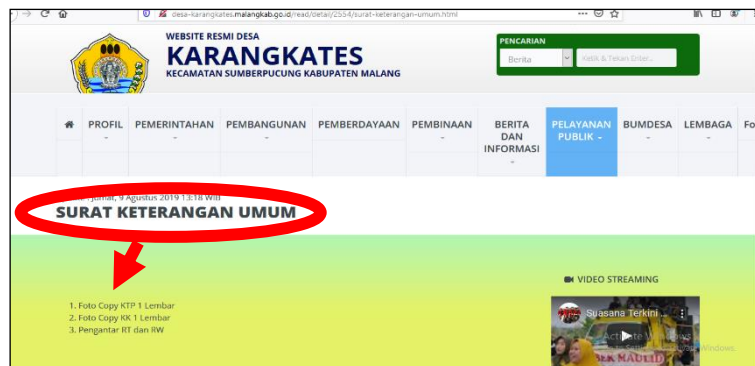 desa-karangkates.malangkab.go.id/read/detail/2554/surat-keterangan-umum.html
WEBSITE RESMI DESA
KARANGKATES
KECAMATAN SUMBERPUCUNG KABUPATEN MALANG
PENCARIAN
Berita
Ketik & Tekan Enter..
PROFIL
PEMERINTAHAN
PEMBANGUNAN
PEMBERDAYAAN
PEMBINAAN
BERITA DAN INFORMASI
PELAYANAN PUBLIK
BUMDESA
LEMBAGA
Jumat, 9 Agustus 2019 13:18 WIB
SURAT KETERANGAN UMUM
1. Foto Copy KTP 1 Lembar
2. Foto Copy KK 1 Lembar
3. Pengantar RT dan RW
VIDEO STREAMING
Suasana Terkini ...